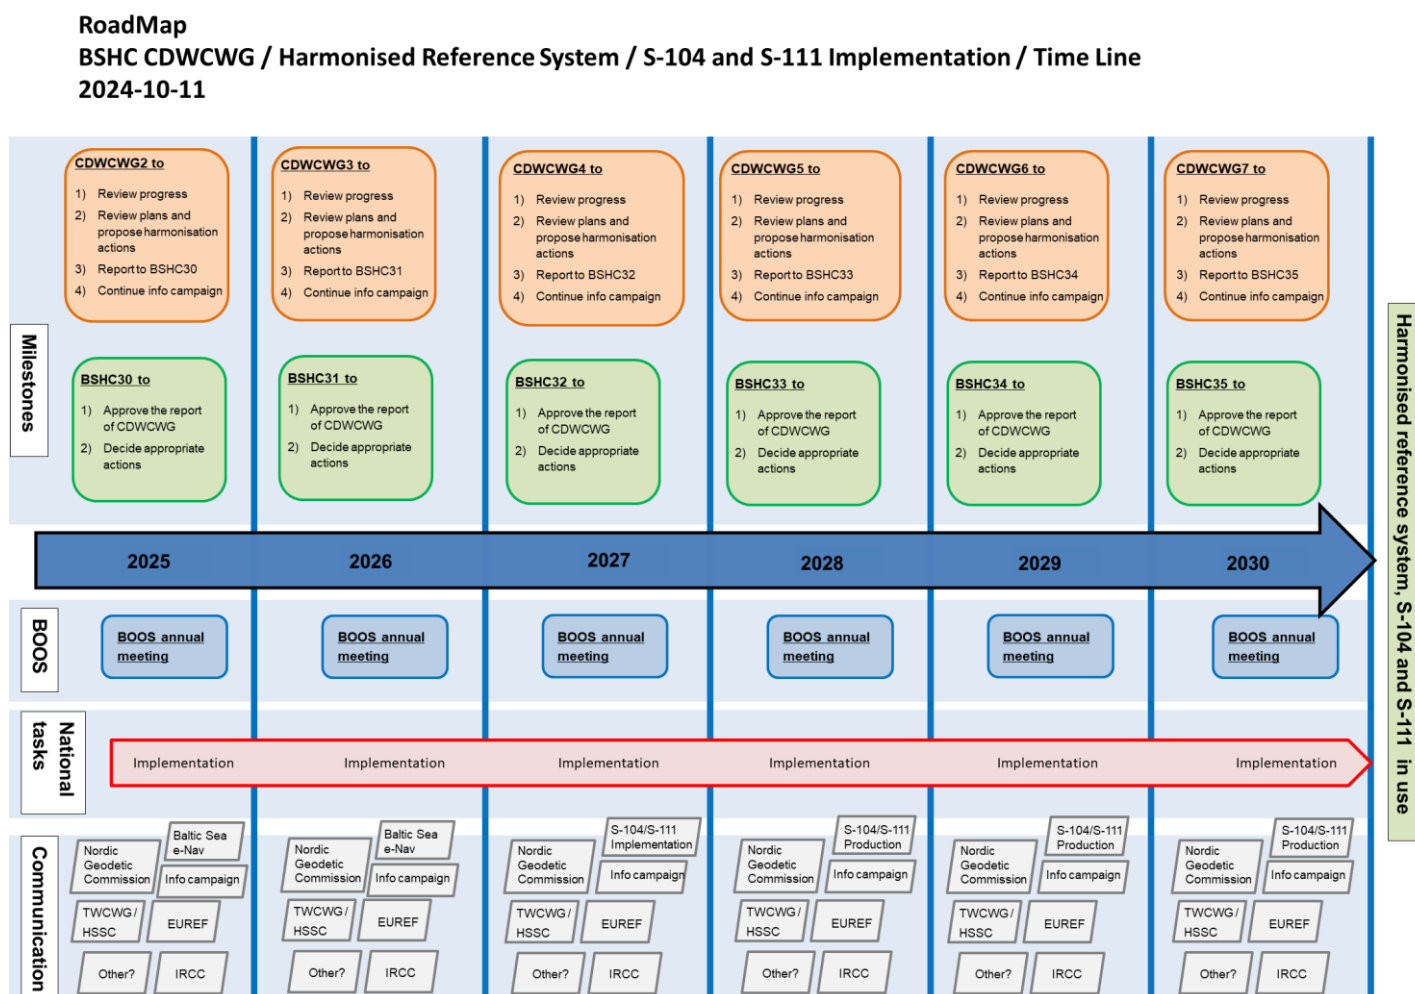 RoadMap
BSHC CDWCWG / Harmonised Reference System / S-104 and S-111 Implementation / Time Line
2024-10-11
Milestones
CDWCWG2 to
1) Review progress
2) Review plans and
propose harmonisation
actions
3) Report to BSHC30
4) Continue info campaign
CDWCWG3 to
1) Review progress
2) Review plans and
propose harmonisation
actions
3) Report to BSHC31
4) Continue info campaign
CDWCWG4 to
1) Review progress
2) Review plans and
propose harmonisation
actions
3) Report to BSHC32
4) Continue info campaign
CDWCWG5 to
1) Review progress
2) Review plans and
propose harmonisation
actions
3) Report to BSHC33
4) Continue info campaign
CDWCWG6 to
1) Review progress
2) Review plans and
propose harmonisation
actions
3) Report to BSHC34
4) Continue info campaign
CDWCWG7 to
1) Review progress
2) Review plans and
propose harmonisation
actions
3) Report to BSHC35
4) Continue info campaign
BSHC30 to
1) Approve the report
of CDWCWG
2) Decide appropriate
actions
BSHC31 to
1) Approve the report
of CDWCWG
2) Decide appropriate
actions
BSHC32 to
1) Approve the report
of CDWCWG
2) Decide appropriate
actions
BSHC33 to
1) Approve the report
of CDWCWG
2) Decide appropriate
actions
BSHC34 to
1) Approve the report
of CDWCWG
2) Decide appropriate
actions
BSHC35 to
1) Approve the report
of CDWCWG
2) Decide appropriate
actions
2025
2026
2027
2028
2029
2030
BOOS
BOOS annual
meeting
BOOS annual
meeting
BOOS annual
meeting
BOOS annual
meeting
BOOS annual
meeting
BOOS annual
meeting
National
tasks
Implementation
Implementation
Implementation
Implementation
Implementation
Implementation
Communication
Nordic
Geodetic
Commission
Baltic Sea
e-Nav
Info campaign
TWCWG/
HSSC
EUREF
Other?
IRCC
Nordic
Geodetic
Commission
Baltic Sea
e-Nav
Info campaign
TWCWG/
HSSC
EUREF
Other?
IRCC
Nordic
Geodetic
Commission
S-104/S-111
Implementation
Info campaign
TWCWG/
HSSC
EUREF
Other?
IRCC
Nordic
Geodetic
Commission
S-104/S-111
Production
Info campaign
TWCWG/
HSSC
EUREF
Other?
IRCC
Nordic
Geodetic
Commission
S-104/S-111
Production
Info campaign
TWCWG/
HSSC
EUREF
Other?
IRCC
Nordic
Geodetic
Commission
S-104/S-111
Production
Info campaign
TWCWG/
HSSC
EUREF
Other?
IRCC
Harmonised reference system, S-104 and S-111 in use